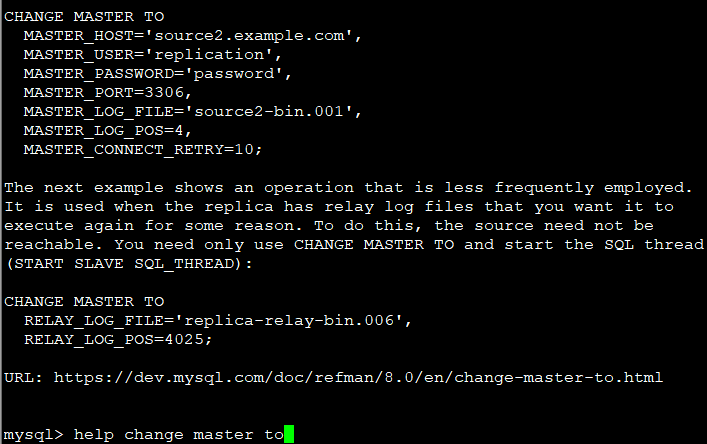 CHANGE MASTER TO
  MASTER_HOST='source2.example.com',
  MASTER_USER='replication',
  MASTER_PASSWORD='password',
  MASTER_PORT=3306,
  MASTER_LOG_FILE='source2-bin.001',
  MASTER_LOG_POS=4,
  MASTER_CONNECT_RETRY=10;
The next example shows an operation that is less frequently employed.
It is used when the replica has relay log files that you want it to
execute again for some reason. To do this, the source need not be
reachable. You need only use CHANGE MASTER TO and start the SQL thread
(START SLAVE SQL_THREAD):
CHANGE MASTER TO
  RELAY_LOG_FILE='replica-relay-bin.006',
  RELAY_LOG_POS=4025;
URL: https://dev.mysql.com/doc/refman/8.0/en/change-master-to.html
mysql> help change master to